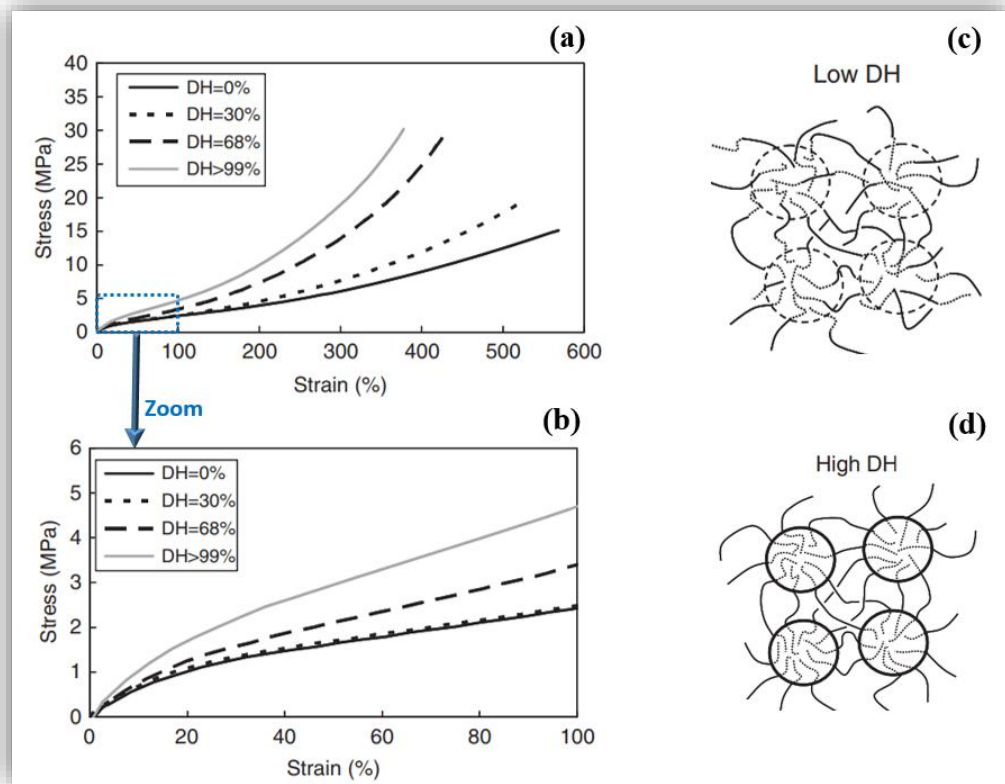 (a)
40
35
30
25
20
15
10
5
0
Stress (MPa)
DH=0%
DH=30%
DH=68%
DH>99%
0 100 200 300 400 500 600
Strain (%)
Zoom
(b)
6
5
4
3
2
1
0
Stress (MPa)
DH=0%
DH=30%
DH=68%
DH>99%
0 20 40 60 80 100
Strain (%)
(c)
Low DH
(d)
High DH